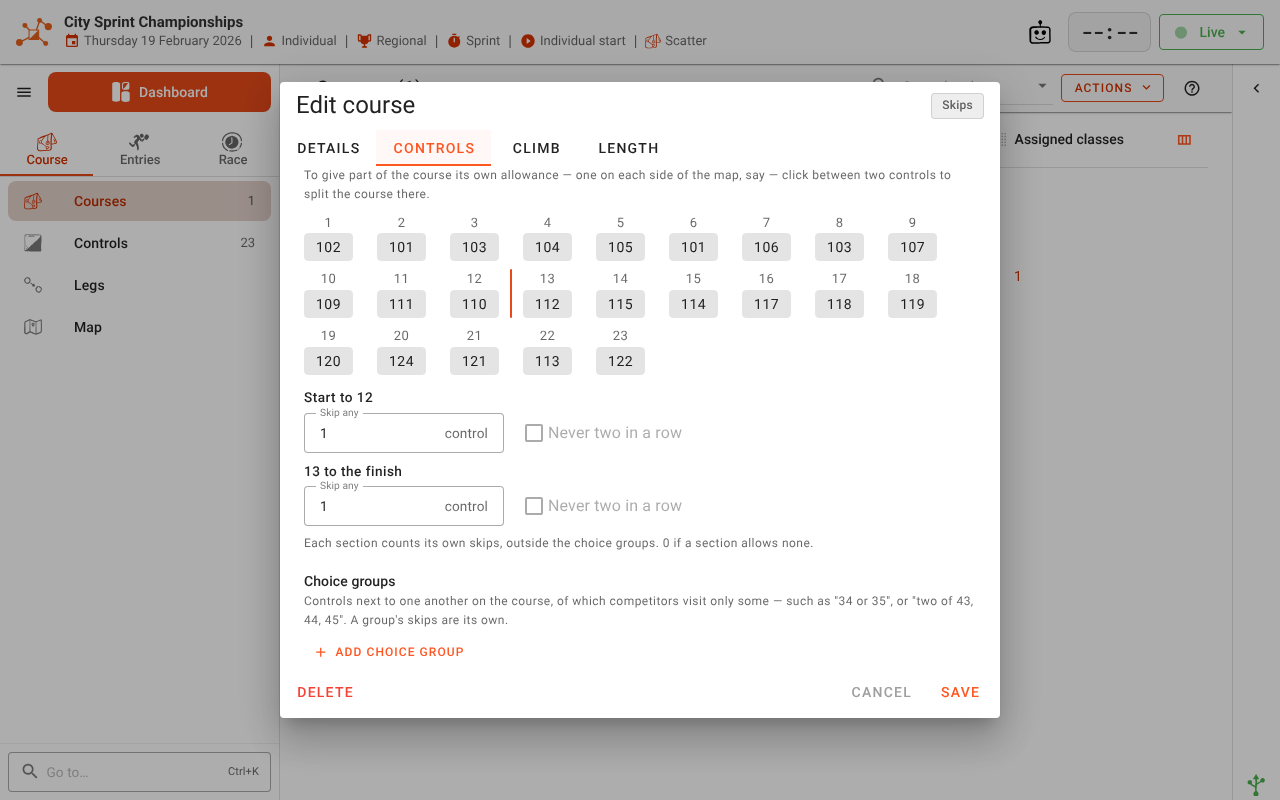 City Sprint Championships
Thursday 19 February 2026 | Individual | Regional | Sprint | Individual start | Scatter
--:--
Live
Dashboard
ACTIONS
Course
Entries
Race
Courses 1
Controls 23
Legs
Map
Assigned classes
1
Edit course
Skips
DETAILS
CONTROLS
CLIMB
LENGTH
To give part of the course its own allowance — one on each side of the map, say — click between two controls to
split the course there.
1 2 3 4 5 6 7 8 9
102 101 103 104 105 101 106 103 107
10 11 12 13 14 15 16 17 18
109 111 110 112 115 114 117 118 119
19 20 21 22 23
120 124 121 113 122
Start to 12
Skip any
1 control
Never two in a row
13 to the finish
Skip any
1 control
Never two in a row
Each section counts its own skips, outside the choice groups. 0 if a section allows none.
Choice groups
Controls next to one another on the course, of which competitors visit only some — such as "34 or 35", or "two of 43,
44, 45". A group's skips are its own.
+ ADD CHOICE GROUP
DELETE
CANCEL
SAVE
Go to…
Ctrl+K